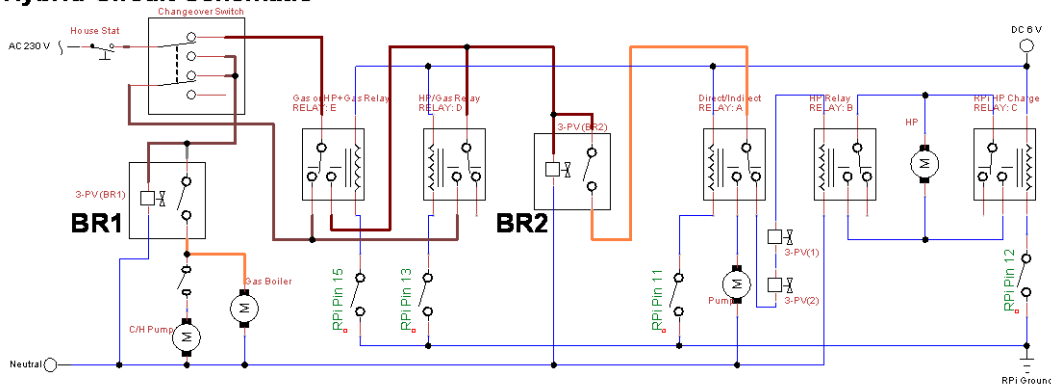 Hybrid Circuit Schematic
Changeover Switch
House Stat
AC 230 V
DC 6 V
Gas or HP+Gas Relay
RELAY: E
HP/Gas Relay
RELAY: D
Direct/Indirect
RELAY: A
HP Relay
RELAY: B
HP
RPi HP Charge
RELAY: C
3-PV(BR2)
3-PV(BR1)
BR1
BR2
M
M
3-PV(1)
3-PV(2)
RPi Pin 15
RPi Pin 13
RPi Pin 11
RPi Pin 12
Gas Boiler
M
M
Pump
C/H Pump
M
Neutral
RPi Ground